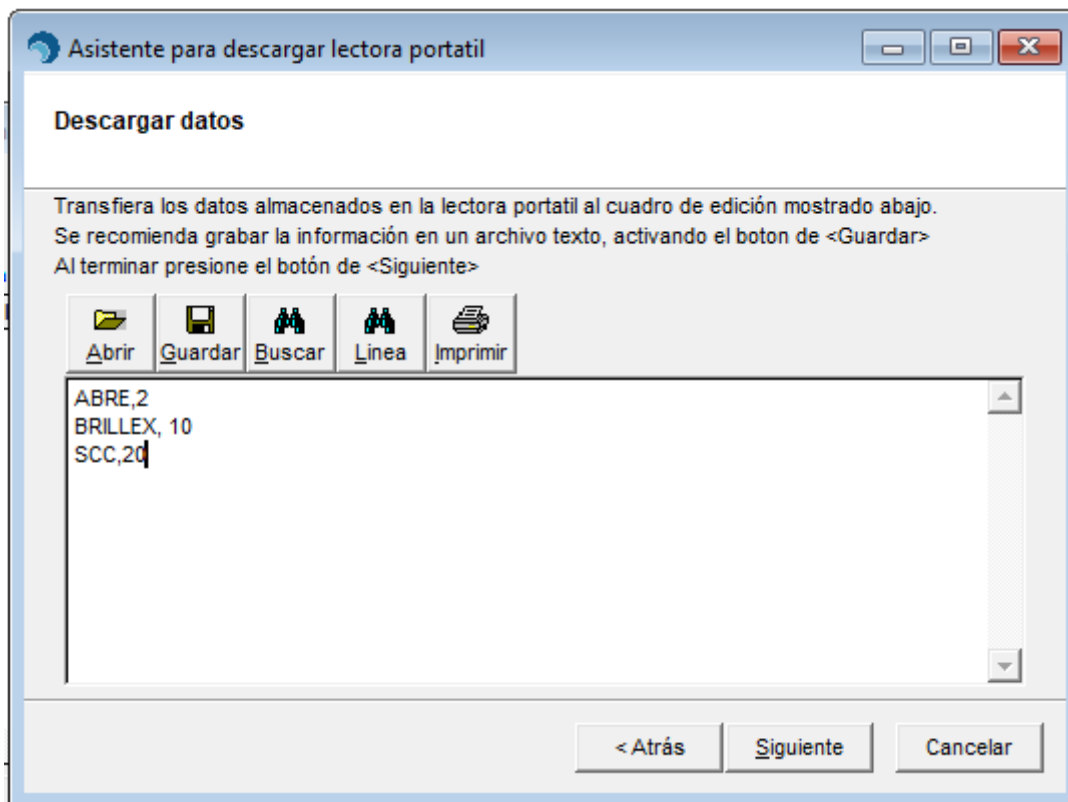 Asistente para descargar lectora portatil
Descargar datos
Transfiera los datos almacenados en la lectora portatil al cuadro de edición mostrado abajo.
Se recomienda grabar la información en un archivo texto, activando el boton de <Guardar>
Al terminar presione el botón de <Siguiente>
Abrir Guardar Buscar Linea Imprimir
ABRE,2
BRILLEX, 10
SCC,20
< Atrás Siguiente Cancelar